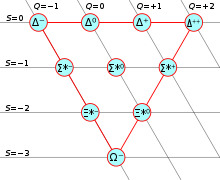 Q=−1 Q=0 Q=+1 Q=+2
S=0 Δ⁻ Δ⁰ Δ⁺ Δ⁺⁺
S=−1 Σ*⁻ Σ*⁰ Σ*⁺
S=−2 Ξ*⁻ Ξ*⁰
S=−3 Ω⁻